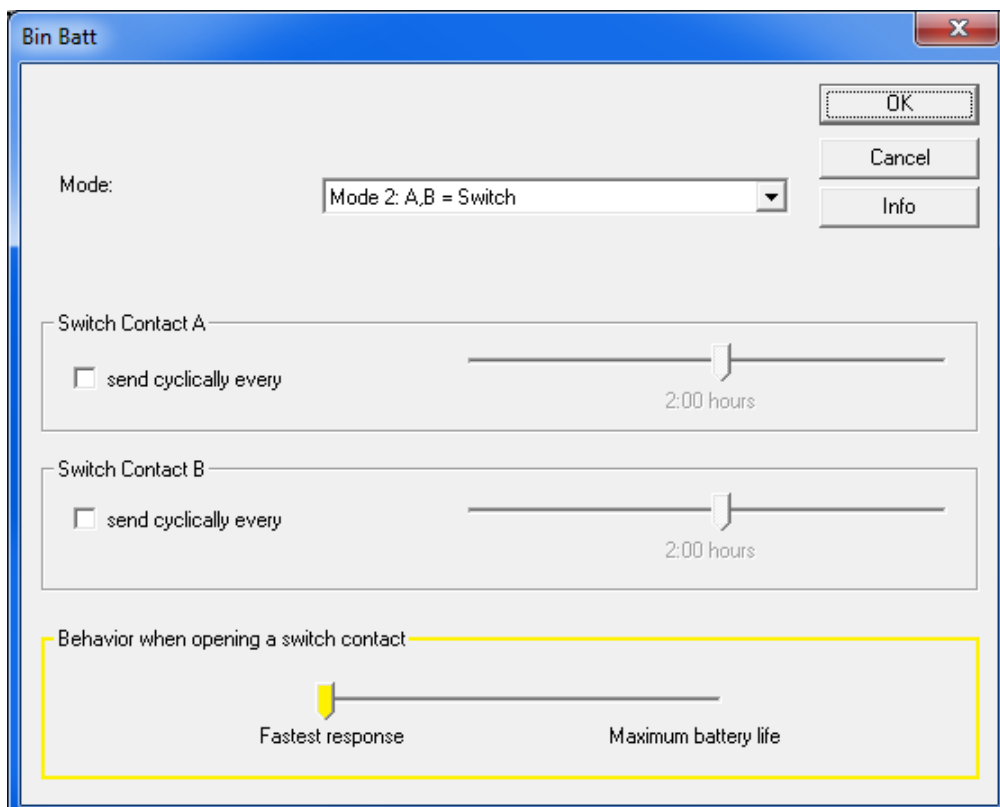 Bin Batt
OK
Cancel
Mode:
Mode 2: A,B = Switch
Info
Switch Contact A
send cyclically every
2:00 hours
Switch Contact B
send cyclically every
2:00 hours
Behavior when opening a switch contact
Fastest response
Maximum battery life